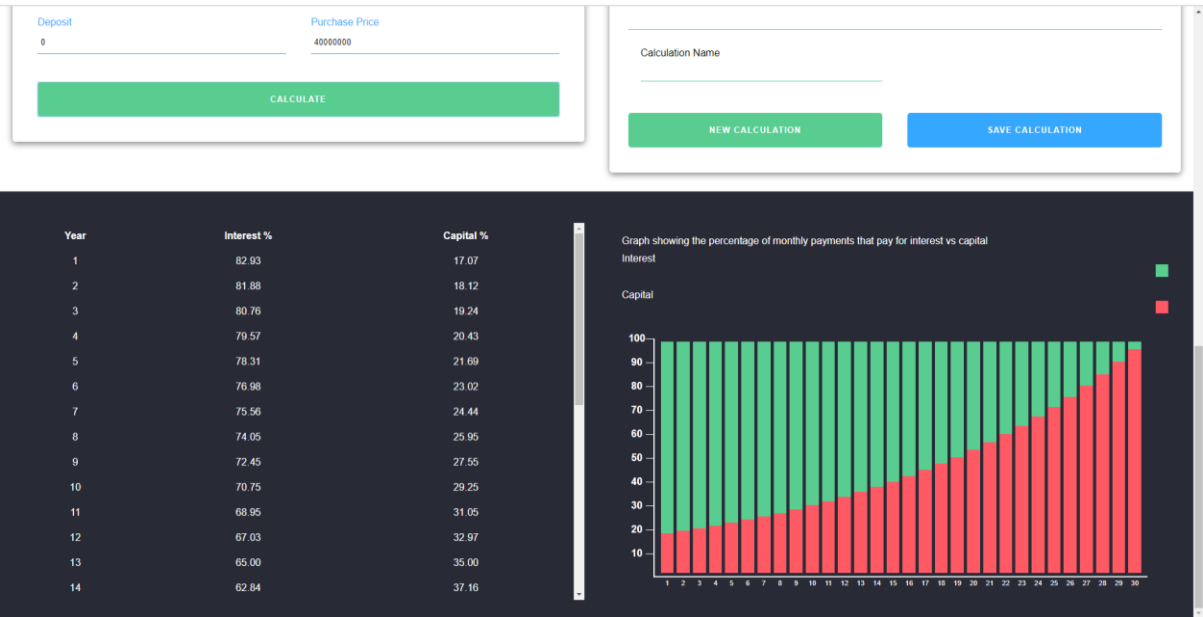 Deposit Purchase Price
0 40000000
CALCULATE
Calculation Name
NEW CALCULATION SAVE CALCULATION
Year Interest % Capital %
1 82.93 17.07
2 81.88 18.12
3 80.76 19.24
4 79.57 20.43
5 78.31 21.69
6 76.98 23.02
7 75.56 24.44
8 74.05 25.95
9 72.45 27.55
10 70.75 29.25
11 68.95 31.05
12 67.03 32.97
13 65.00 35.00
14 62.84 37.16
Graph showing the percentage of monthly payments that pay for interest vs capital
Interest
Capital
100
90
80
70
60
50
40
30
20
10
1 2 3 4 5 6 7 8 9 10 11 12 13 14 15 16 17 18 19 20 21 22 23 24 25 26 27 28 29 30